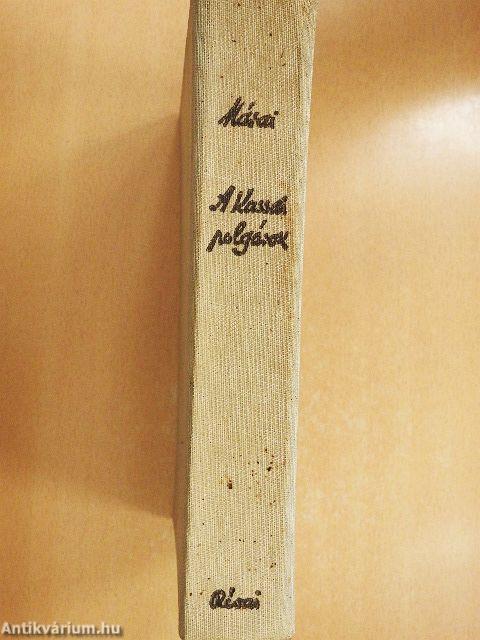 Márai
A Kassai
polgárok
Révai
Antikvárium.hu